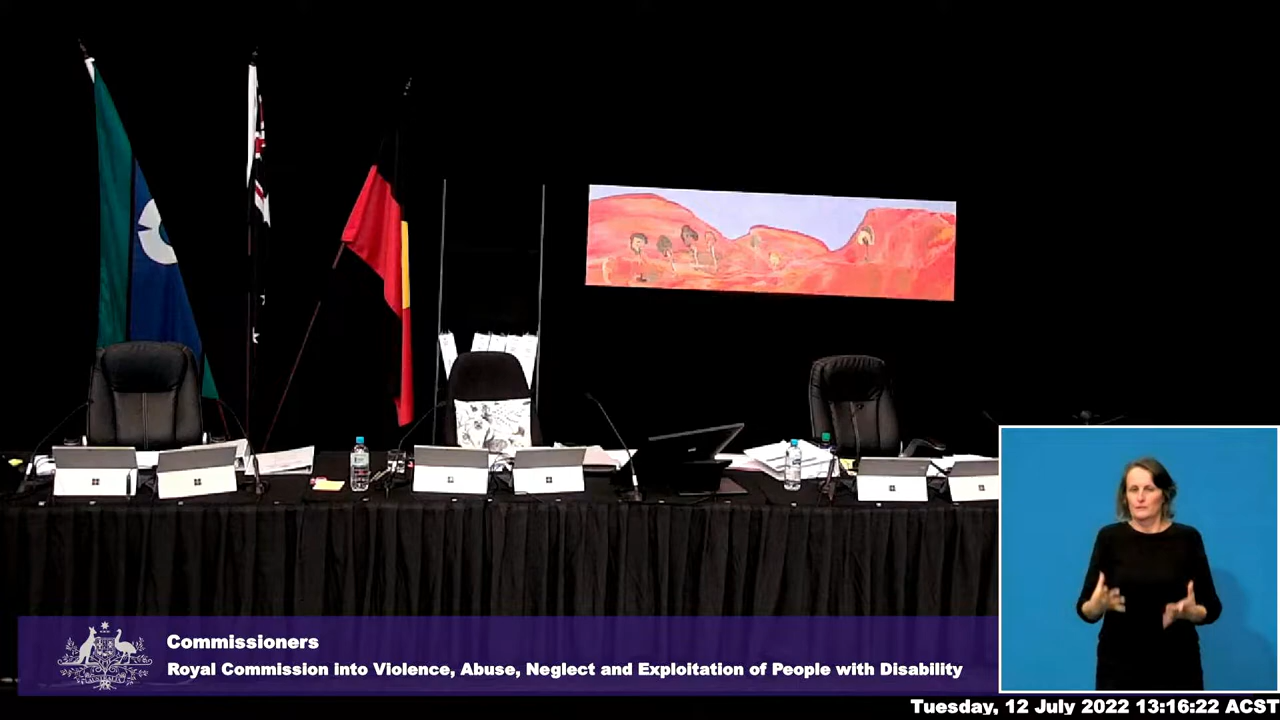 Commissioners
Royal Commission into Violence, Abuse, Neglect and Exploitation of People with Disability
Tuesday, 12 July 2022 13:16:22 ACST